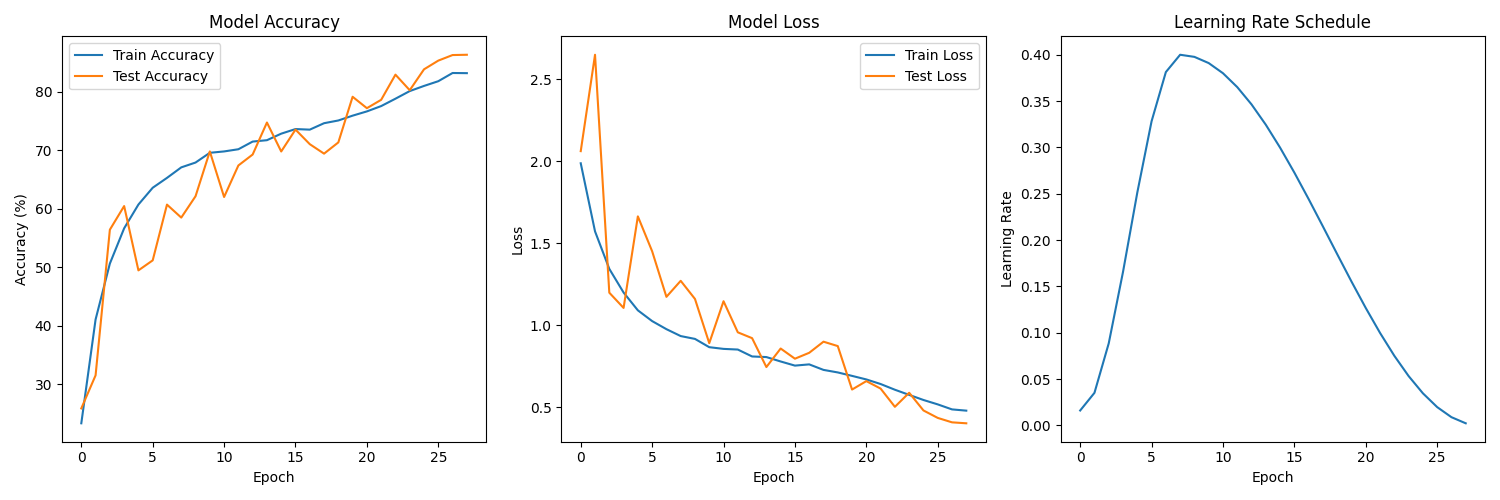 Model Accuracy
Train Accuracy
Test Accuracy
Accuracy (%)
80
70
60
50
40
30
0 5 10 15 20 25
Epoch
Model Loss
Train Loss
Test Loss
Loss
2.5
2.0
1.5
1.0
0.5
0 5 10 15 20 25
Epoch
Learning Rate Schedule
Learning Rate
0.40
0.35
0.30
0.25
0.20
0.15
0.10
0.05
0.00
0 5 10 15 20 25
Epoch